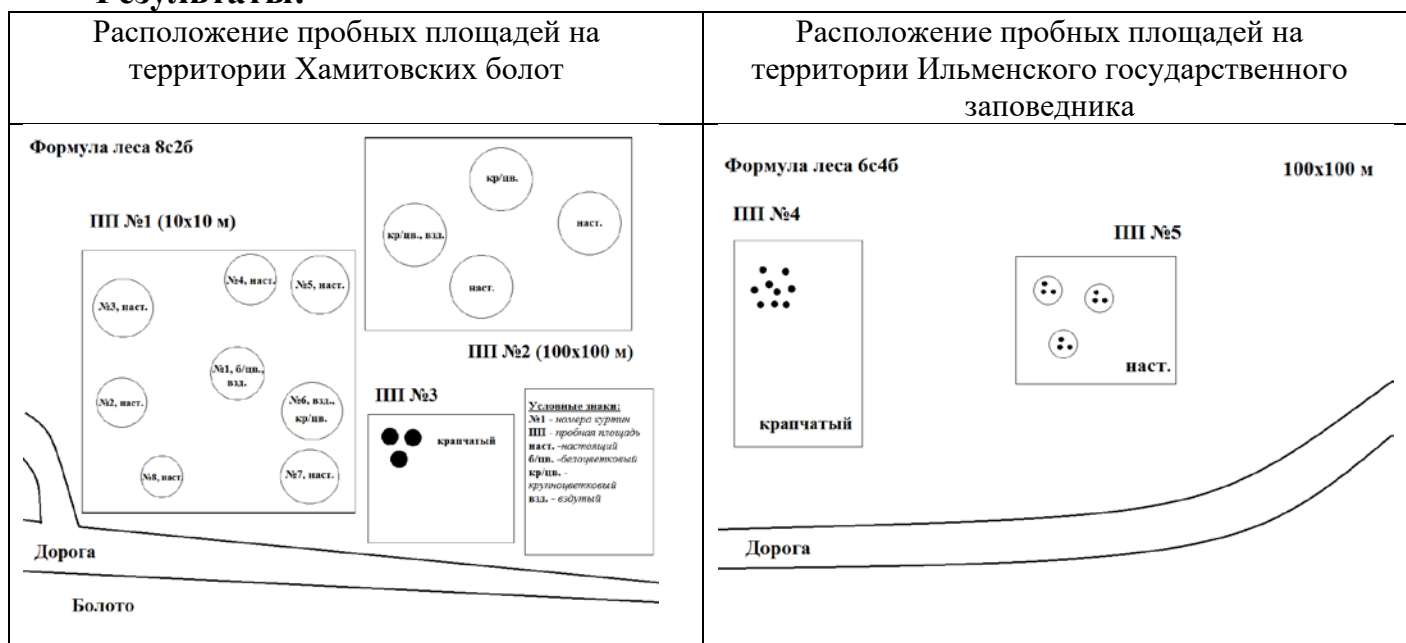 Результаты:
Расположение пробных площадей на
территории Хамитовских болот
Расположение пробных площадей на
территории Ильменского государственного
заповедника
Формула леса 8с2б
ПП №1 (10х10 м)
№3, наст.
№4, наст.
№5, наст.
№1, б/цв.,
взд.
№2, наст.
№6, взд.,
кр/цв.
№8, наст.
№7, наст.
кр/цв.
наст.
кр/цв., взд.
наст.
ПП №2 (100х100 м)
ПП №3
крапчатый
Условные знаки:
№1 - номера куртин
ПП - пробная площадь
наст. -настоящий
б/цв. -белоцветковый
кр/цв. -
крупноцветковый
взд. - вздутый
Дорога
Болото
Формула леса 6с4б
100х100 м
ПП №4
крапчатый
ПП №5
наст.
Дорога